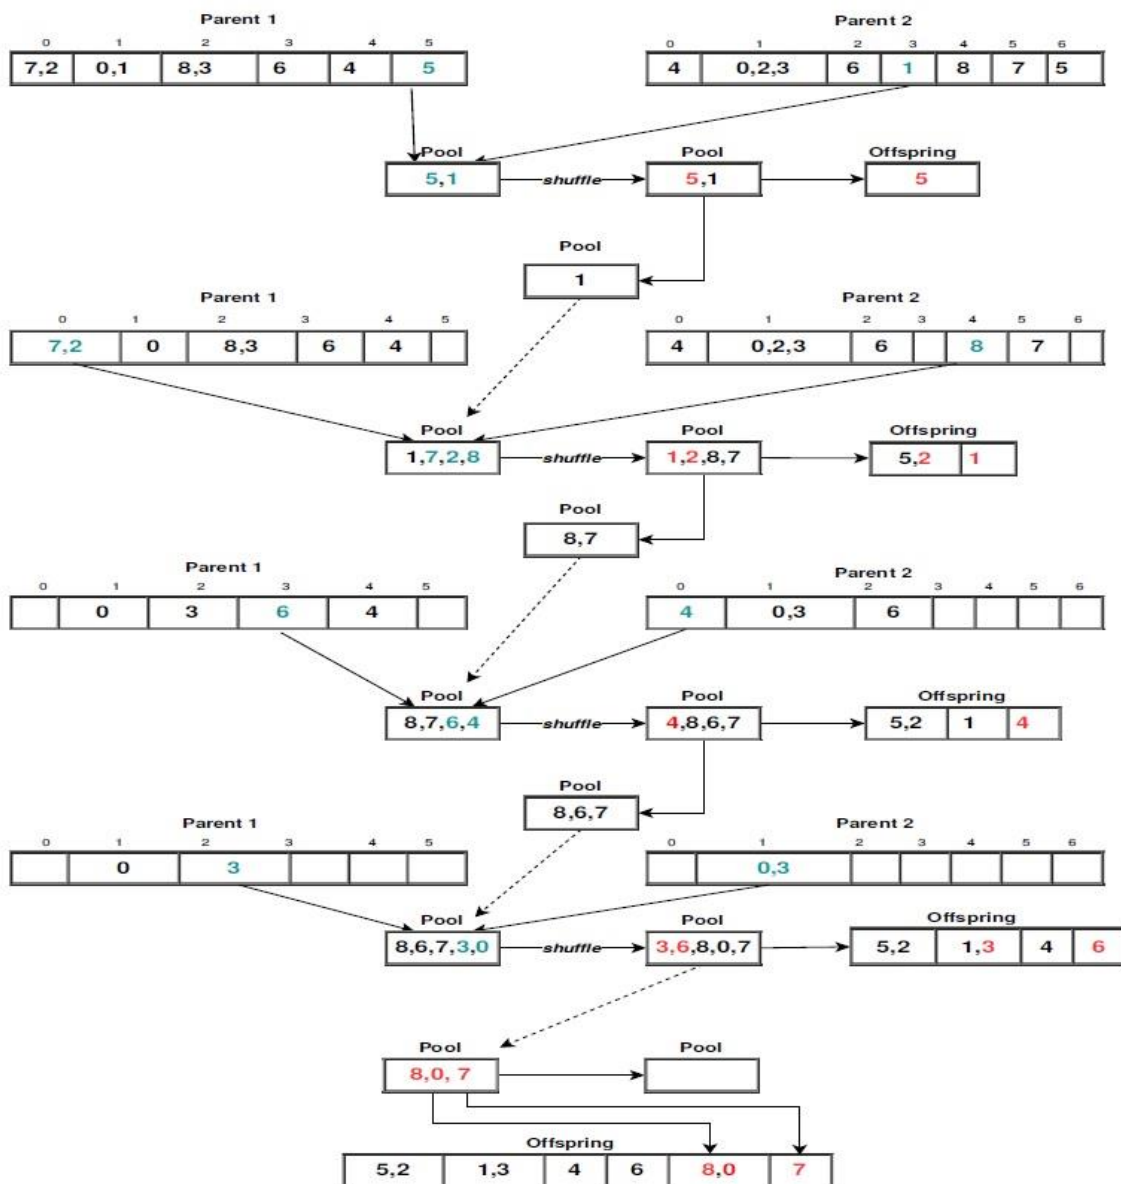 Parent 1 Parent 2
0 1 2 3 4 5 0 1 2 3 4 5 6
7,2 0,1 8,3 6 4 5 4 0,2,3 6 1 8 7 5
Pool Pool Offspring
5,1 shuffle 5,1 5
Pool
1
Parent 1 Parent 2
0 1 2 3 4 5 0 1 2 3 4 5 6
7,2 0 8,3 6 4 4 0,2,3 6 8 7
Pool Pool Offspring
1,7,2,8 shuffle 1,2,8,7 5,2 1
Pool
8,7
Parent 1 Parent 2
0 1 2 3 4 5 0 1 2 3 4 5 6
0 3 6 4 4 0,3 6
Pool Pool Offspring
8,7,6,4 shuffle 4,8,6,7 5,2 1 4
Pool
8,6,7
Parent 1 Parent 2
0 1 2 3 4 5 0 1 2 3 4 5 6
0 3 0,3
Pool Pool Offspring
8,6,7,3,0 shuffle 3,6,8,0,7 5,2 1,3 4 6
Pool Pool
8,0, 7
Offspring
5,2 1,3 4 6 8,0 7